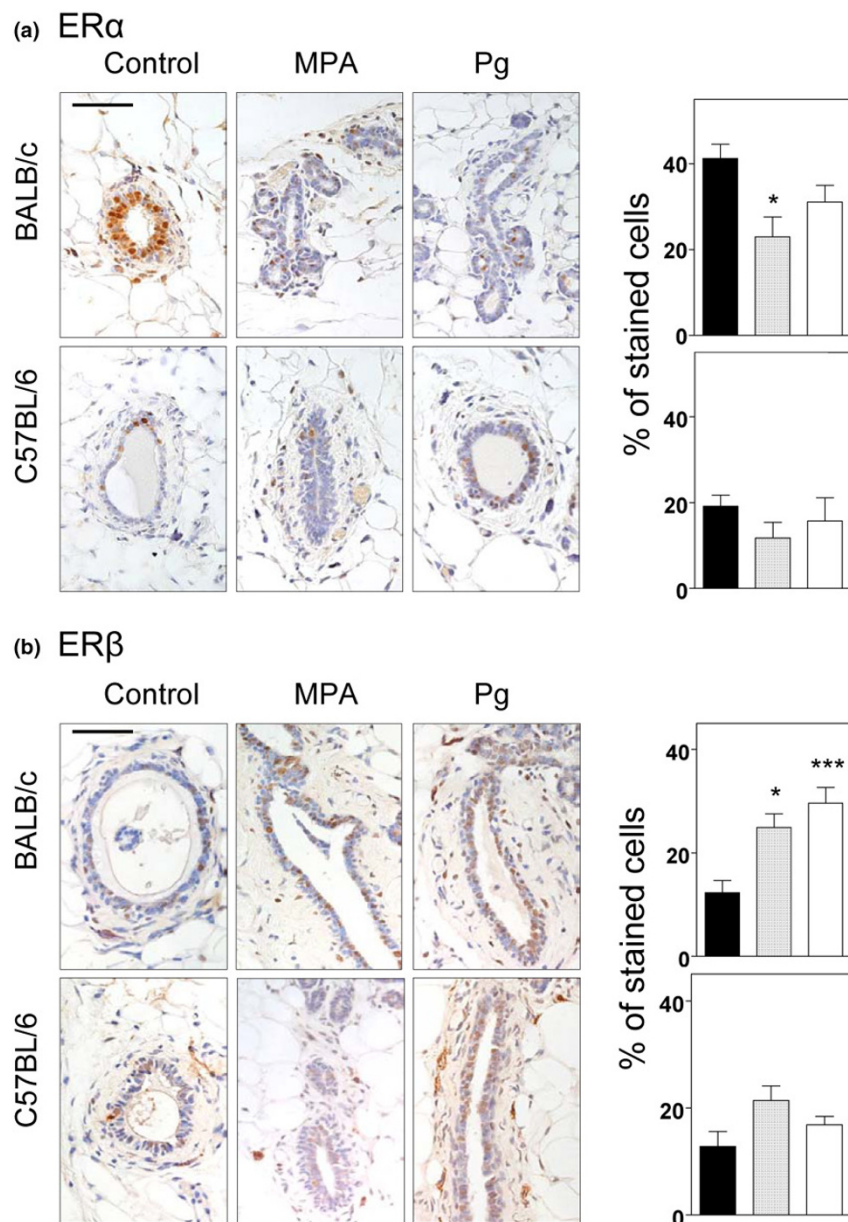 (a) ERα
Control MPA Pg
BALB/c
C57BL/6
% of stained cells
40
20
0
*
40
20
0
(b) ERβ
Control MPA Pg
BALB/c
C57BL/6
% of stained cells
40
20
0
* ***
40
20
0